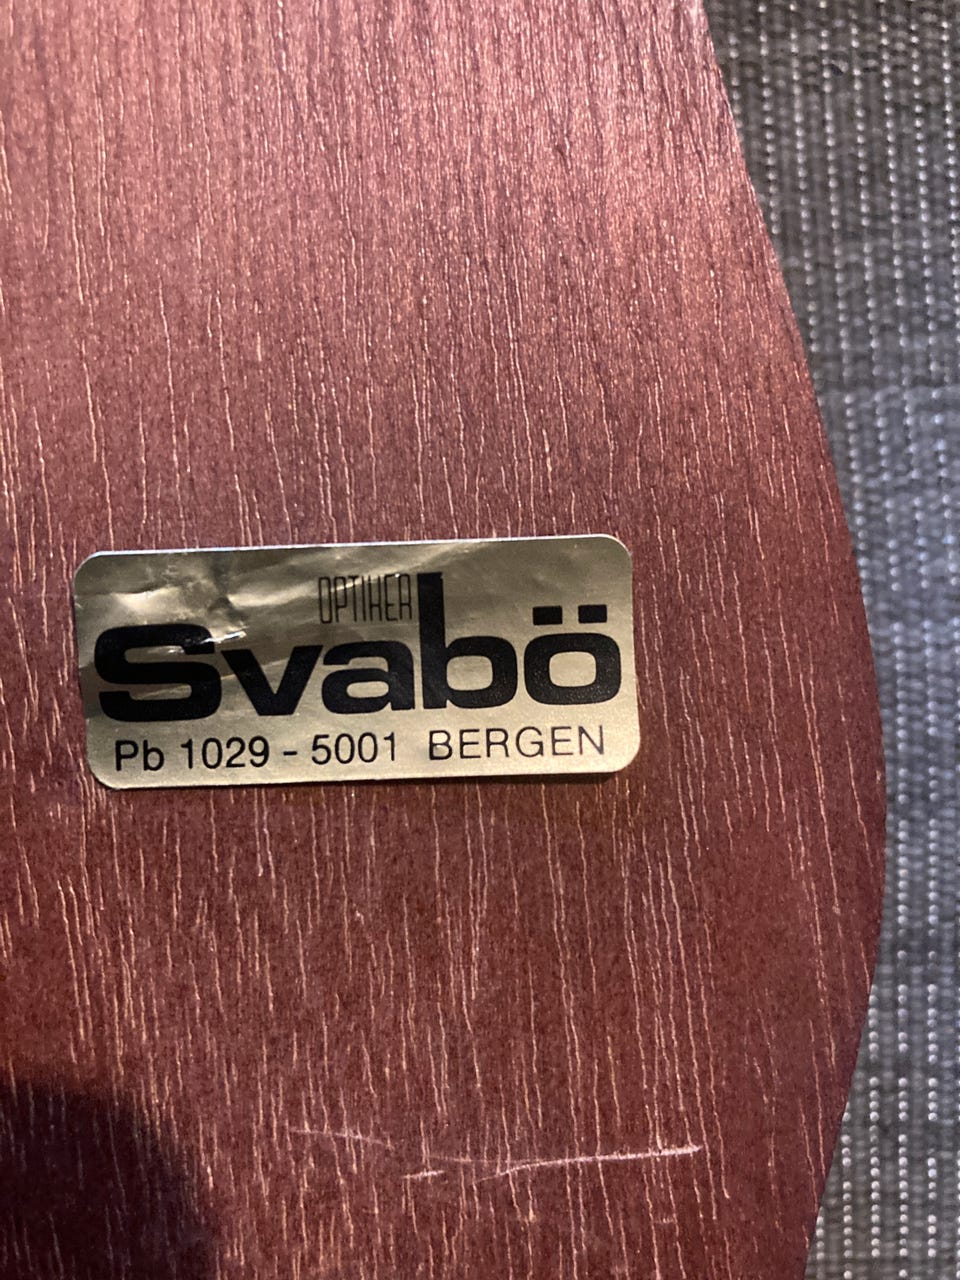 OPTIKER
Svabö
Pb 1029 - 5001 BERGEN